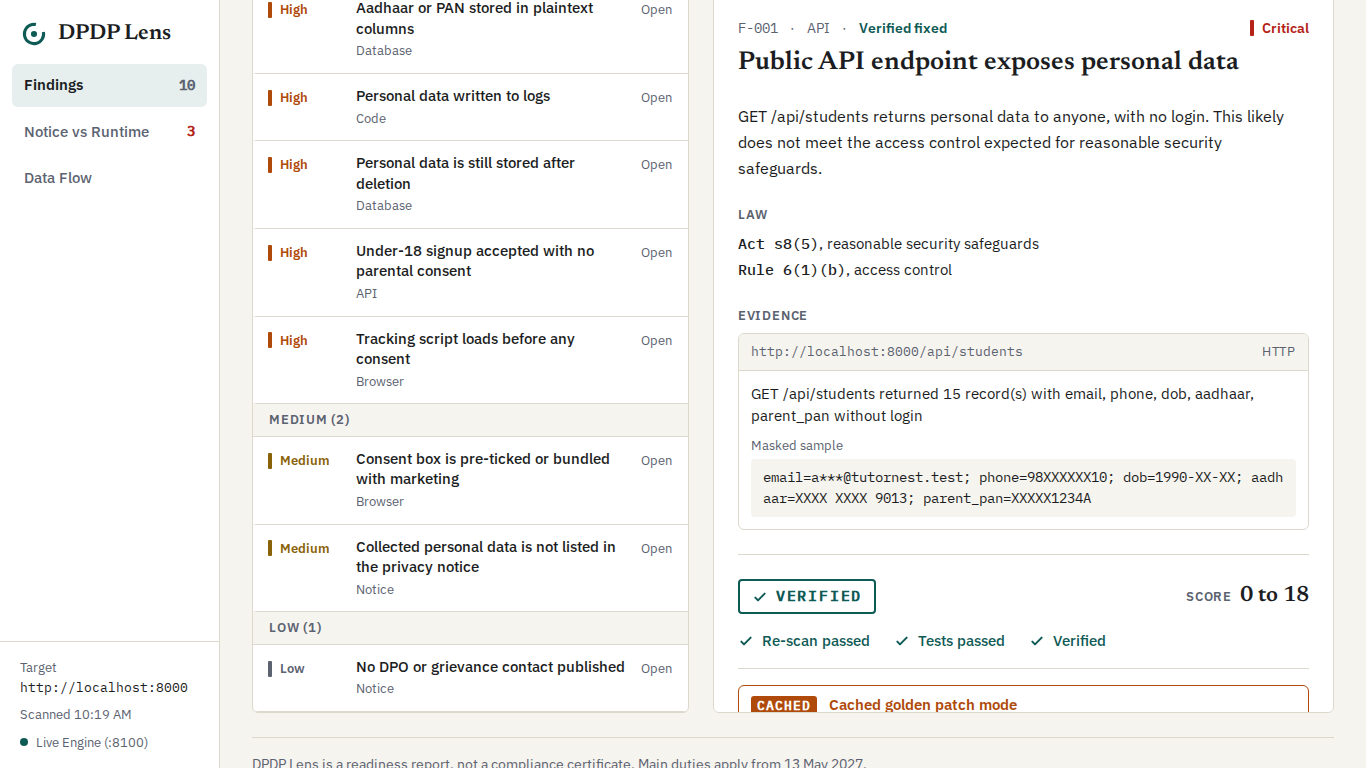 DPDP Lens
Findings 10
Notice vs Runtime 3
Data Flow
Target
http://localhost:8000
Scanned 10:19 AM
Live Engine (:8100)
High Aadhaar or PAN stored in plaintext Open
columns
Database
High Personal data written to logs Open
Code
High Personal data is still stored after Open
deletion
Database
High Under-18 signup accepted with no Open
parental consent
API
High Tracking script loads before any Open
consent
Browser
MEDIUM (2)
Medium Consent box is pre-ticked or bundled Open
with marketing
Browser
Medium Collected personal data is not listed in Open
the privacy notice
Notice
LOW (1)
Low No DPO or grievance contact published Open
Notice
F-001 · API · Verified fixed Critical
Public API endpoint exposes personal data
GET /api/students returns personal data to anyone, with no login. This likely
does not meet the access control expected for reasonable security
safeguards.
LAW
Act s8(5), reasonable security safeguards
Rule 6(1)(b), access control
EVIDENCE
http://localhost:8000/api/students HTTP
GET /api/students returned 15 record(s) with email, phone, dob, aadhaar,
parent_pan without login
Masked sample
email=a***@tutornest.test; phone=98XXXXXX10; dob=1990-XX-XX; aadh
aar=XXXX XXXX 9013; parent_pan=XXXXX1234A
VERIFIED SCORE 0 to 18
Re-scan passed Tests passed Verified
CACHED Cached golden patch mode
DPDP Lens is a readiness report, not a compliance certificate. Main duties apply from 13 May 2027.